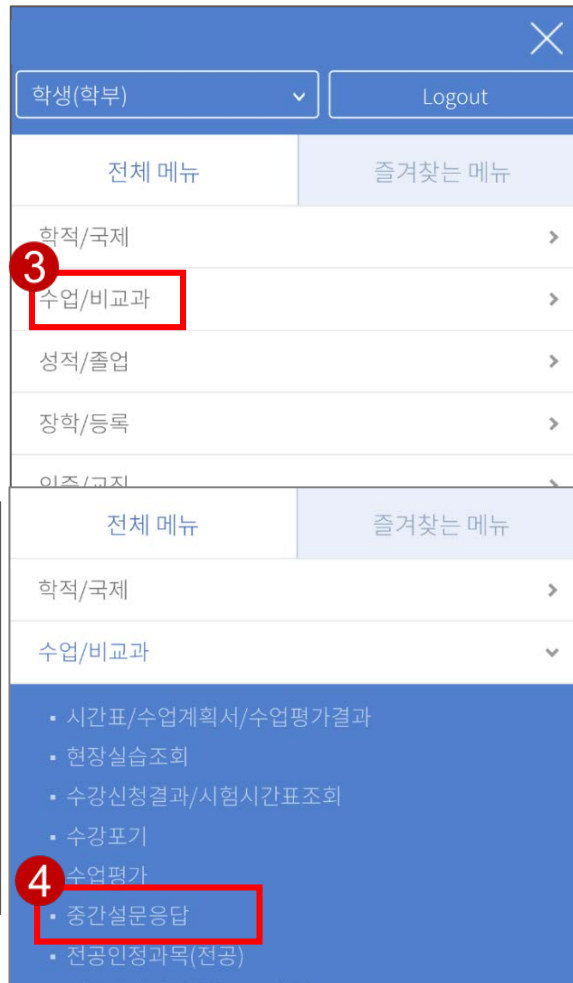 학생(학부)
Logout
전체 메뉴
즐겨찾는 메뉴
학적/국제
3
수업/비교과
성적/졸업
장학/등록
인증/교직
전체 메뉴
즐겨찾는 메뉴
학적/국제
수업/비교과
▪ 시간표/수업계획서/수업평가결과
▪ 현장실습조회
▪ 수강신청결과/시험시간표조회
▪ 수강포기
4
수업평가
▪ 중간설문응답
▪ 전공인정과목(전공)